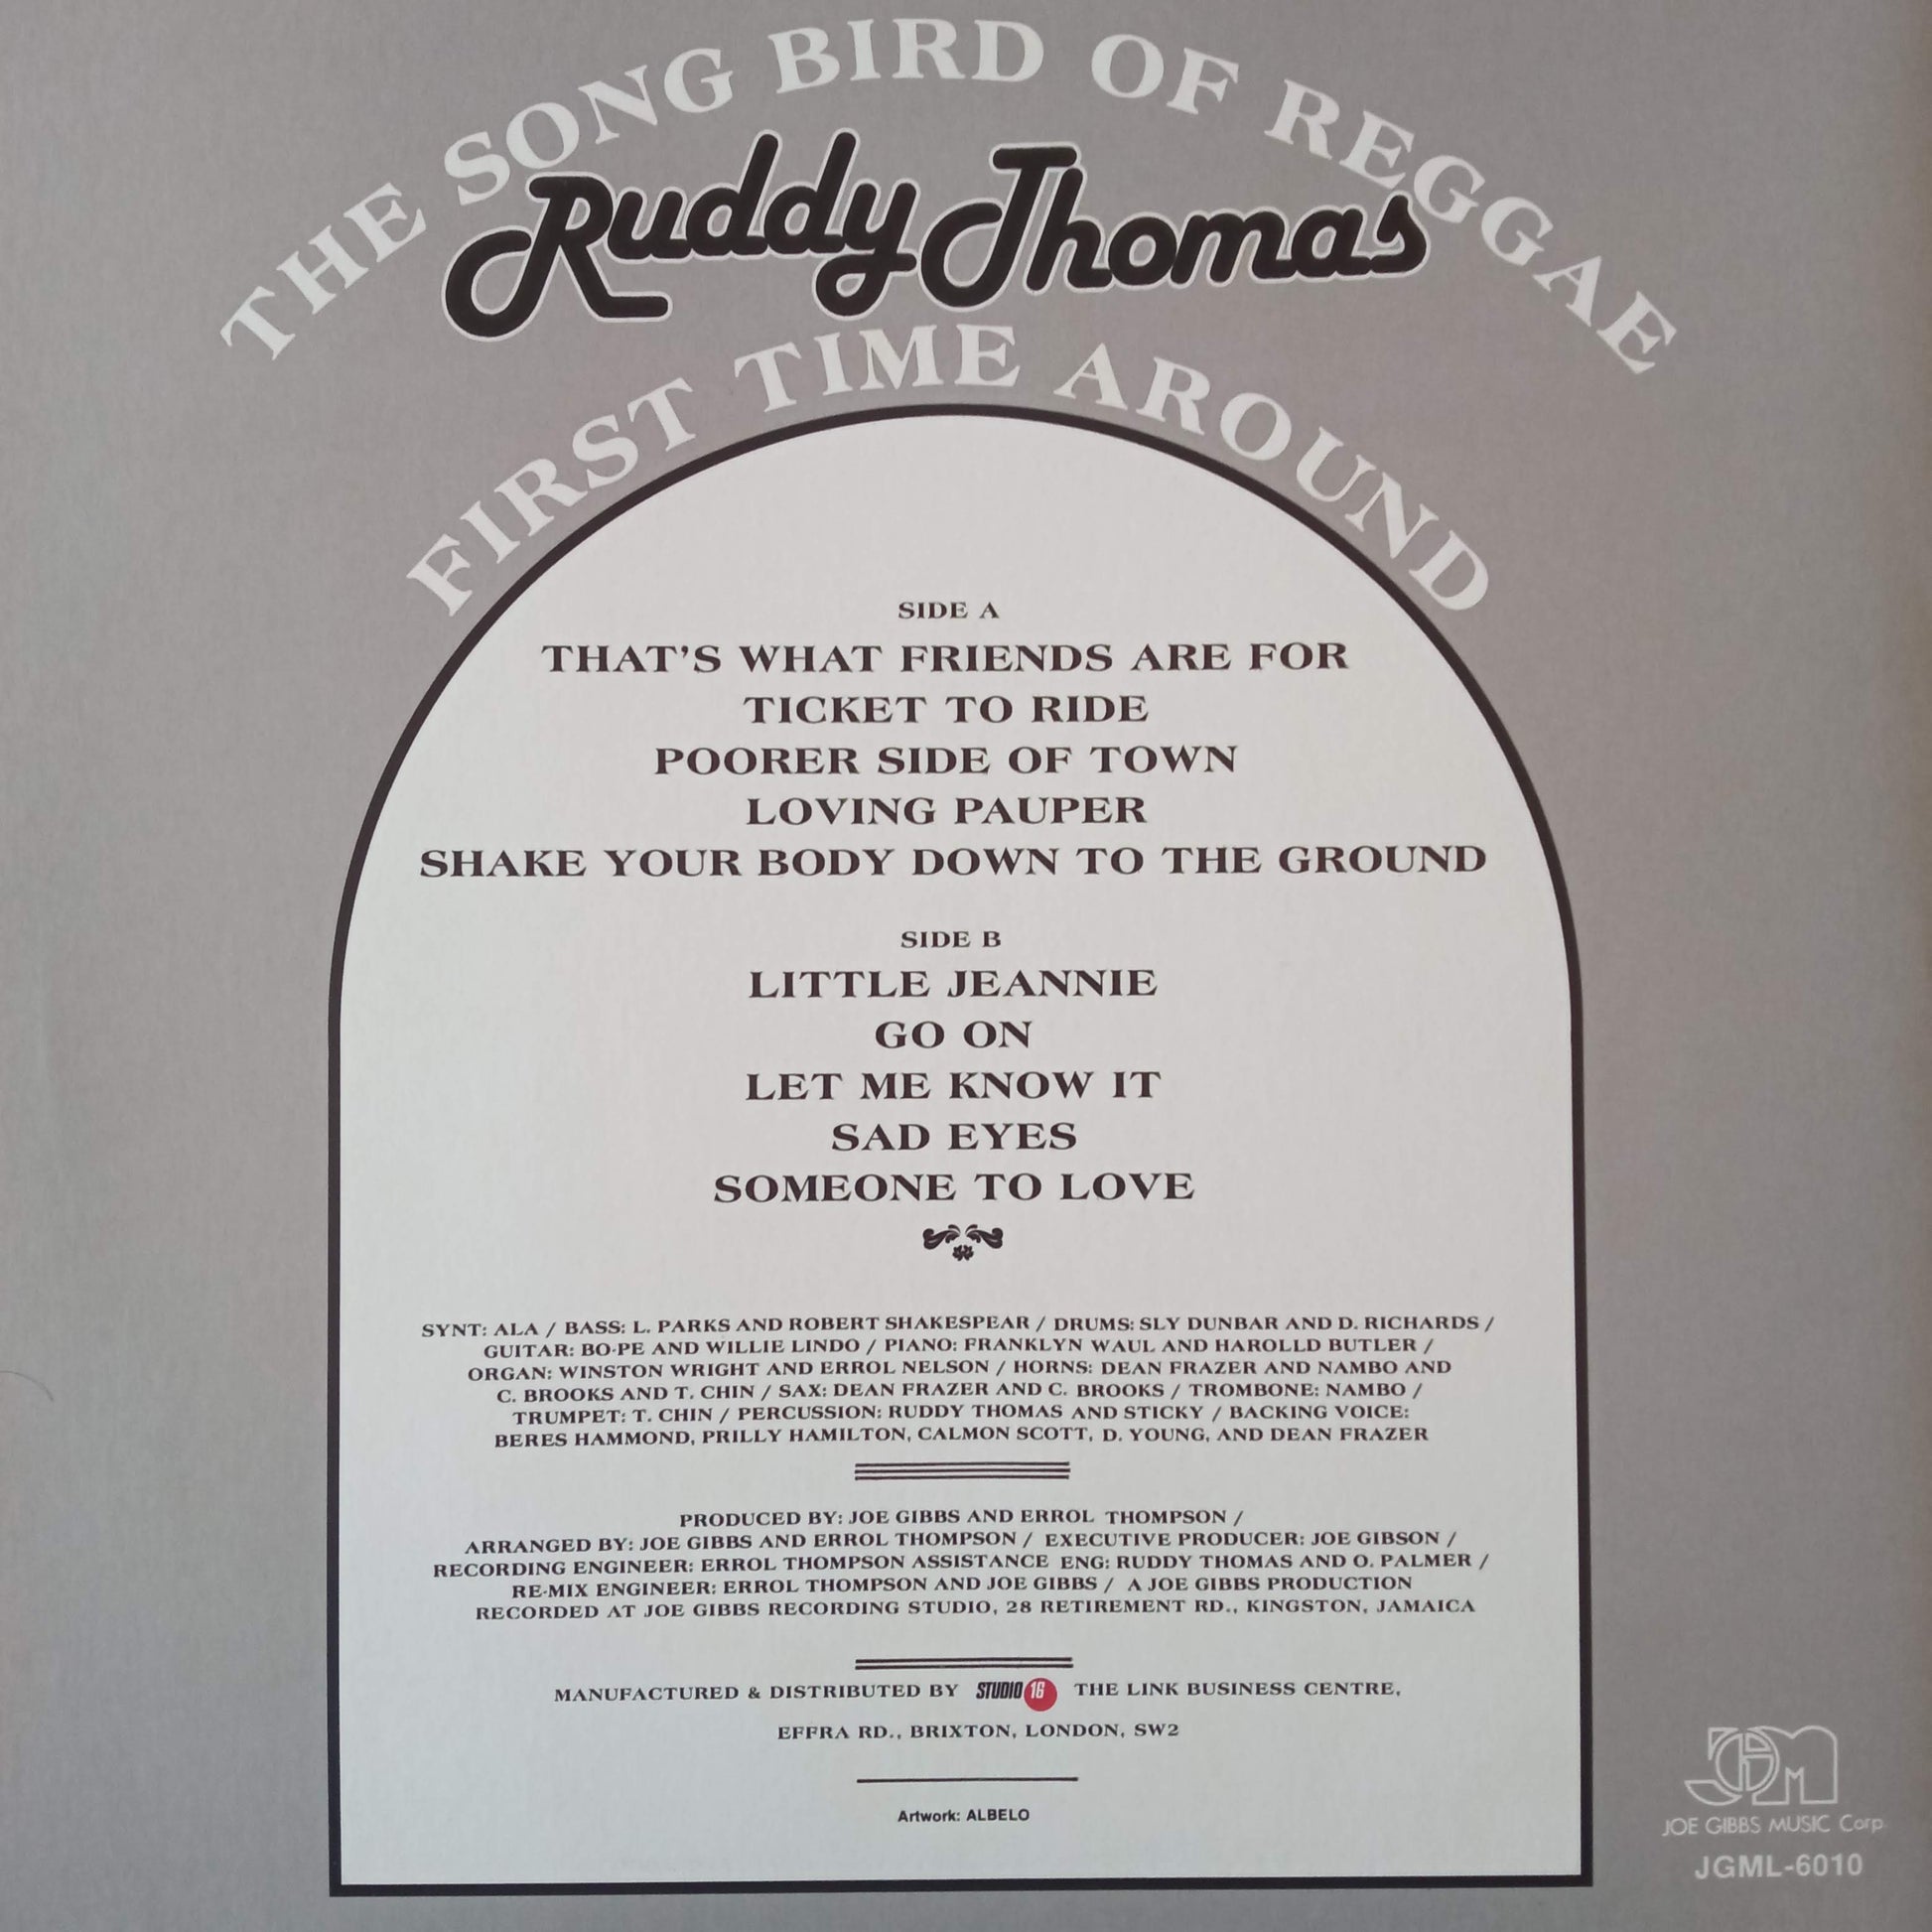 THE SONG BIRD OF REGGAE
Ruddy Thomas
FIRST TIME AROUND
SIDE A
THAT'S WHAT FRIENDS ARE FOR
TICKET TO RIDE
POORER SIDE OF TOWN
LOVING PAUPER
SHAKE YOUR BODY DOWN TO THE GROUND
SIDE B
LITTLE JEANNIE
GO ON
LET ME KNOW IT
SAD EYES
SOMEONE TO LOVE
SYNT: ALA / BASS: L. PARKS AND ROBERT SHAKESPEAR / DRUMS: SLY DUNBAR AND D. RICHARDS /
GUITAR: BO-PE AND WILLIE LINDO / PIANO: FRANKLYN WAUL AND HAROLLD BUTLER /
ORGAN: WINSTON WRIGHT AND ERROL NELSON / HORNS: DEAN FRAZER AND NAMBO AND
C. BROOKS AND T. CHIN / SAX: DEAN FRAZER AND C. BROOKS / TROMBONE: NAMBO /
TRUMPET: T. CHIN / PERCUSSION: RUDDY THOMAS AND STICKY / BACKING VOICE:
BERES HAMMOND, PRILLY HAMILTON, CALMON SCOTT, D. YOUNG, AND DEAN FRAZER
PRODUCED BY: JOE GIBBS AND ERROL THOMPSON /
ARRANGED BY: JOE GIBBS AND ERROL THOMPSON / EXECUTIVE PRODUCER: JOE GIBSON /
RECORDING ENGINEER: ERROL THOMPSON ASSISTANCE ENG: RUDDY THOMAS AND O. PALMER /
RE-MIX ENGINEER: ERROL THOMPSON AND JOE GIBBS / A JOE GIBBS PRODUCTION
RECORDED AT JOE GIBBS RECORDING STUDIO, 28 RETIREMENT RD., KINGSTON, JAMAICA
MANUFACTURED & DISTRIBUTED BY STUDIO 16 THE LINK BUSINESS CENTRE,
EFFRA RD., BRIXTON, LONDON, SW2
Artwork: ALBELO
JGM
JOE GIBBS MUSIC Corp.
JGML-6010